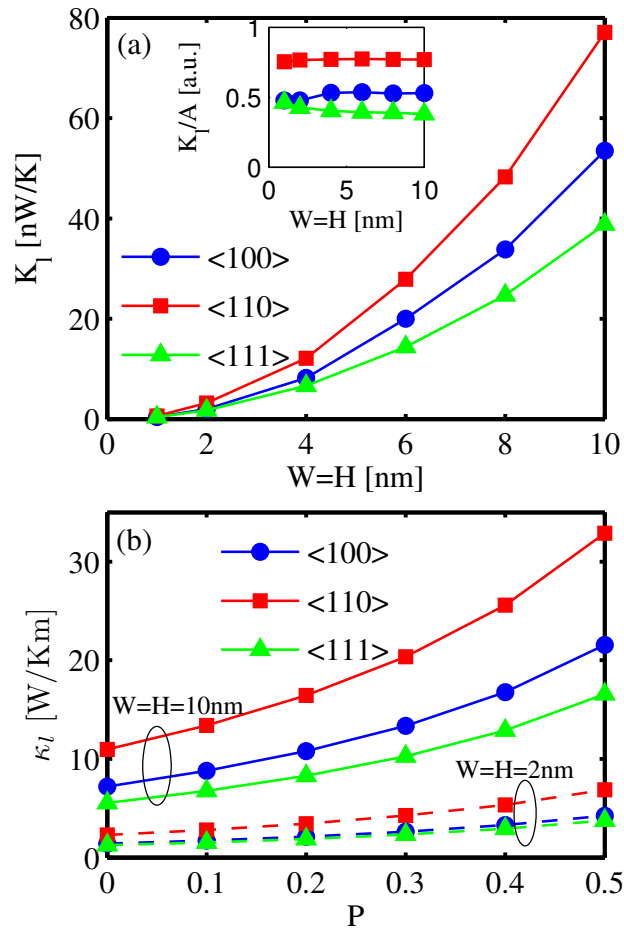 (a)
K_l [nW/K]
80
60
40
20
0
0 2 4 6 8 10
W=H [nm]
<100>
<110>
<111>
K_l/A [a.u.]
1
0.5
0
0 5 10
W=H [nm]
(b)
κ_l [W/Km]
30
20
10
0
0 0.1 0.2 0.3 0.4 0.5
P
<100>
<110>
<111>
W=H=10nm
W=H=2nm